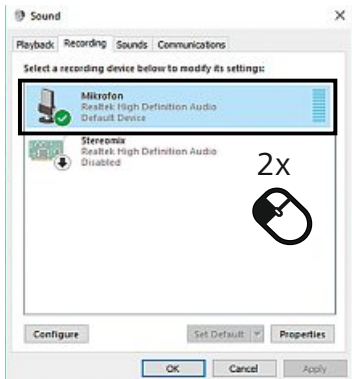 Sound
Playback Recording Sounds Communications
Select a recording device below to modify its settings:
Mikrofon
Realtek High Definition Audio
Default Device
Stereomix
Realtek High Definition Audio
Disabled
2x
Configure Set Default Properties
OK Cancel Apply